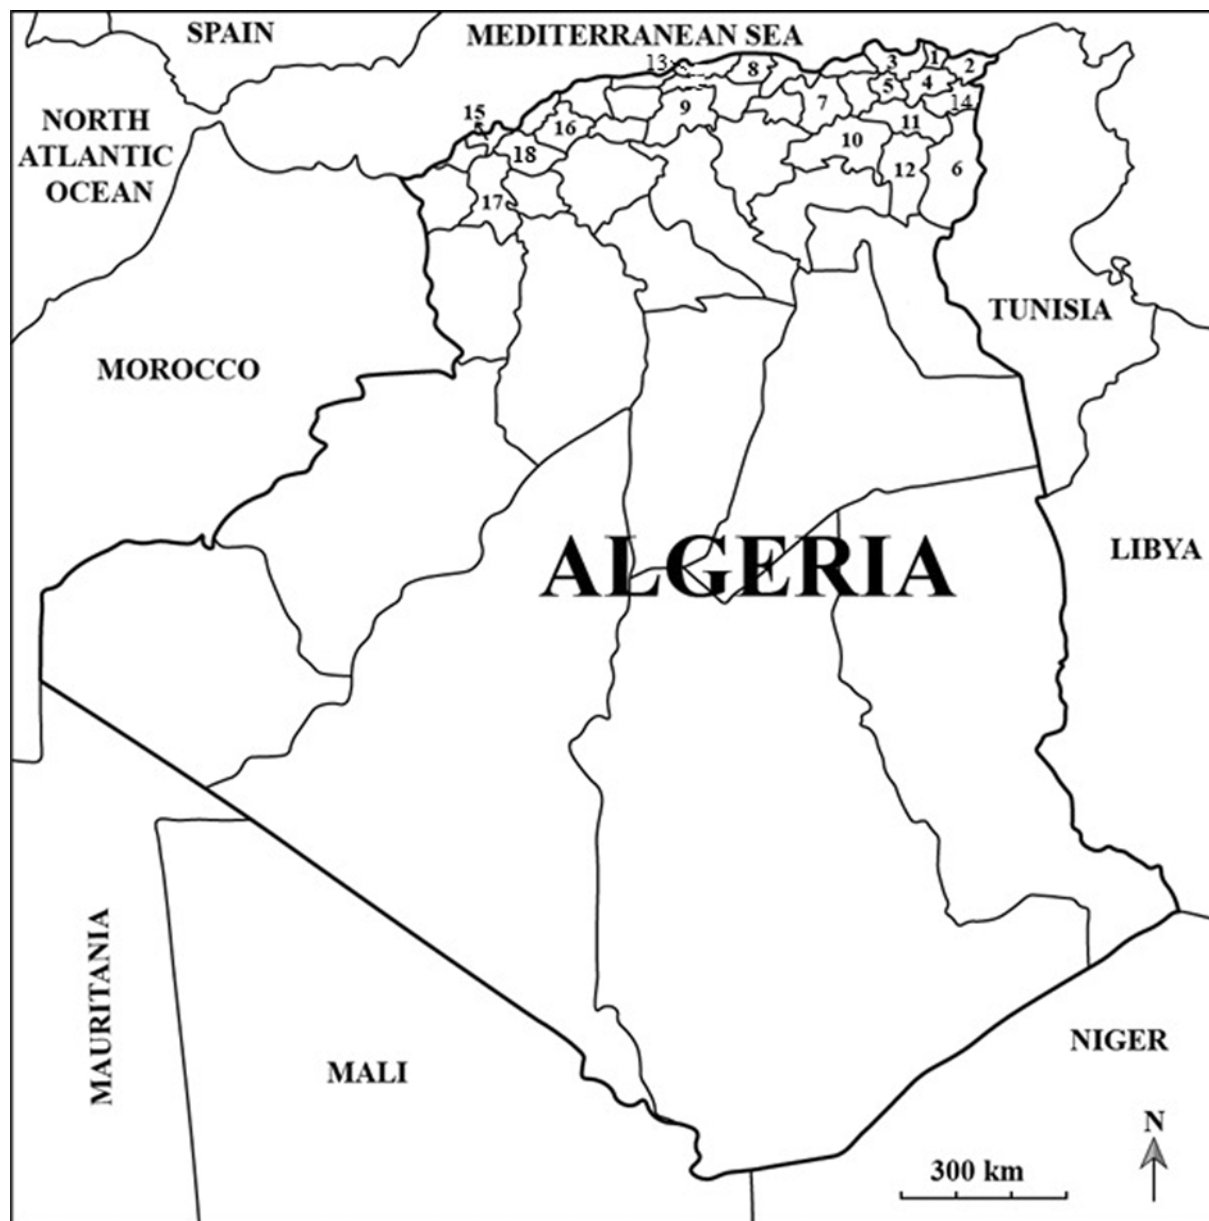 SPAIN
MEDITERRANEAN SEA
13
8
3
1
2
5
4
14
9
7
11
15
16
18
10
12
6
17
NORTH
ATLANTIC
OCEAN
TUNISIA
MOROCCO
ALGERIA
LIBYA
MAURITANIA
MALI
NIGER
N
300 km